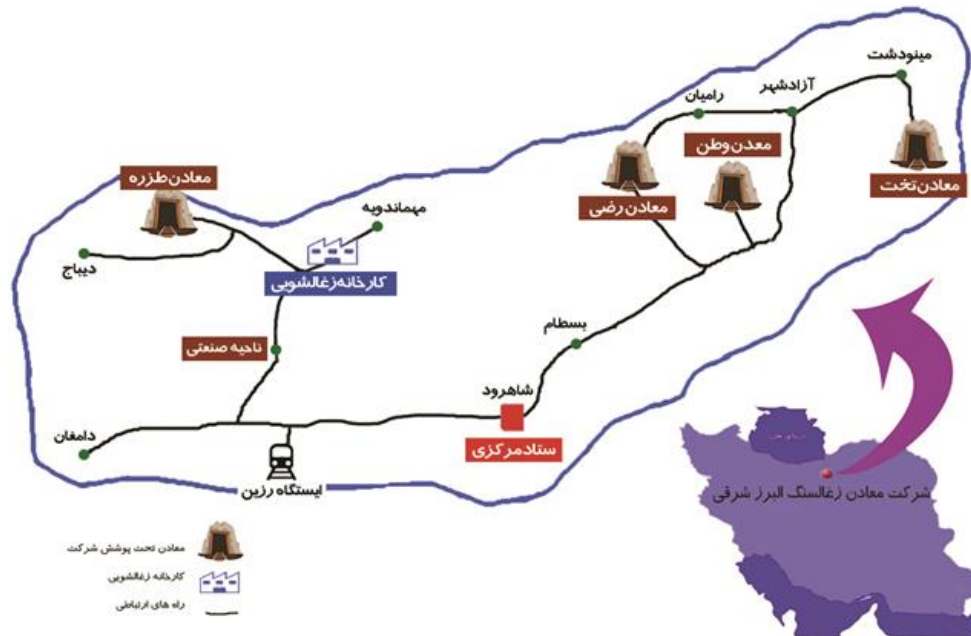 مینودشت
آزادشهر
رامیان
معدن وطن
معادن تخت
معادن رضی
معادن طزره
مهماندویه
دیباج
کارخانه زغالشویی
بسطام
ناحیه صنعتی
شاهرود
ستاد مرکزی
دامغان
ایستگاه رزین
شرکت معادن زغالسنگ البرز شرقی
معادن تحت پوشش شرکت
کارخانه زغالشویی
راه های ارتباطی